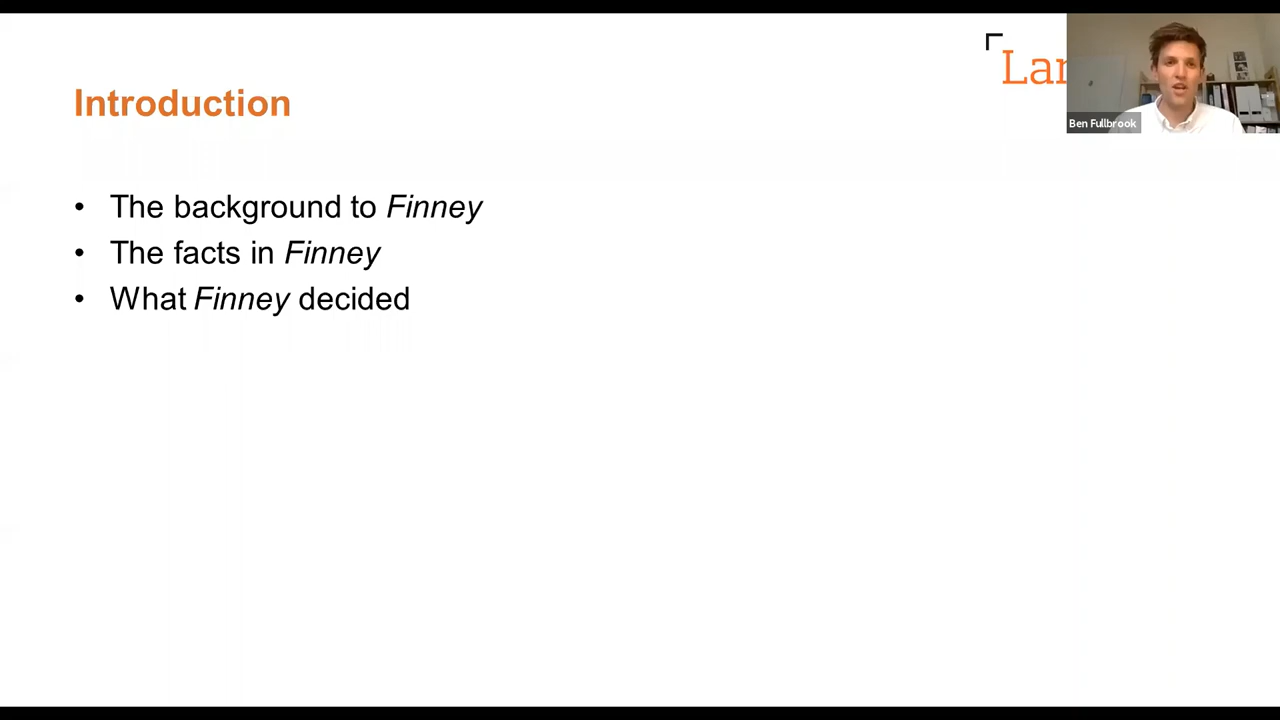 Introduction
• The background to Finney
• The facts in Finney
• What Finney decided
Ben Fullbrook